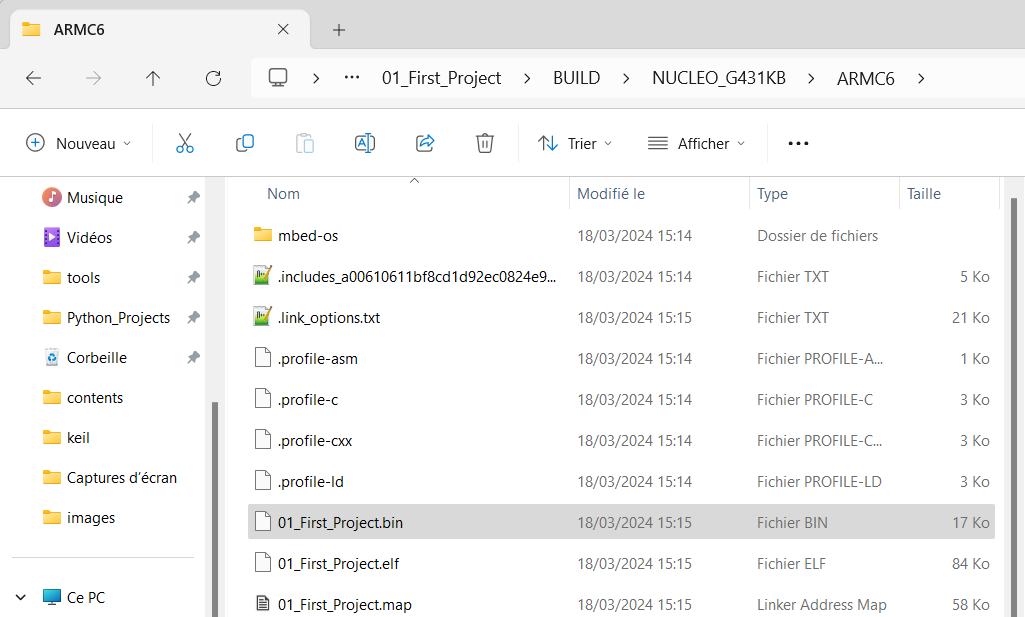 ARMC6
01_First_Project BUILD NUCLEO_G431KB ARMC6
Nouveau Trier Afficher
Musique
Vidéos
tools
Python_Projects
Corbeille
contents
keil
Captures d'écran
images
Ce PC
Nom Modifié le Type Taille
mbed-os 18/03/2024 15:14 Dossier de fichiers
.includes_a00610611bf8cd1d92ec0824e9... 18/03/2024 15:14 Fichier TXT 5 Ko
.link_options.txt 18/03/2024 15:15 Fichier TXT 21 Ko
.profile-asm 18/03/2024 15:14 Fichier PROFILE-A... 1 Ko
.profile-c 18/03/2024 15:14 Fichier PROFILE-C 3 Ko
.profile-cxx 18/03/2024 15:14 Fichier PROFILE-C... 3 Ko
.profile-ld 18/03/2024 15:14 Fichier PROFILE-LD 3 Ko
01_First_Project.bin 18/03/2024 15:15 Fichier BIN 17 Ko
01_First_Project.elf 18/03/2024 15:15 Fichier ELF 84 Ko
01_First_Project.map 18/03/2024 15:15 Linker Address Map 58 Ko